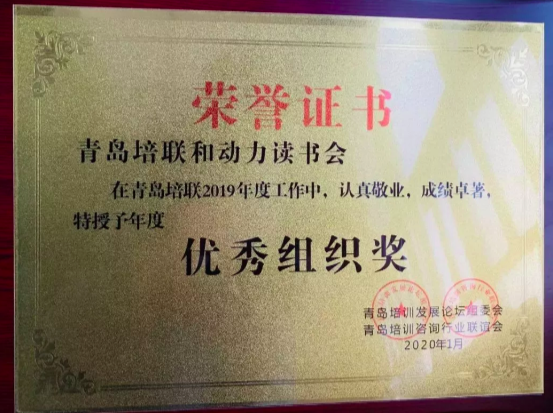 荣誉证书
青岛培联和动力读书会
在青岛培联2019年度工作中，认真敬业，成绩卓著，
特授予年度
优秀组织奖
青岛培训发展论坛组委会
青岛培训咨询行业联谊会
2020年1月